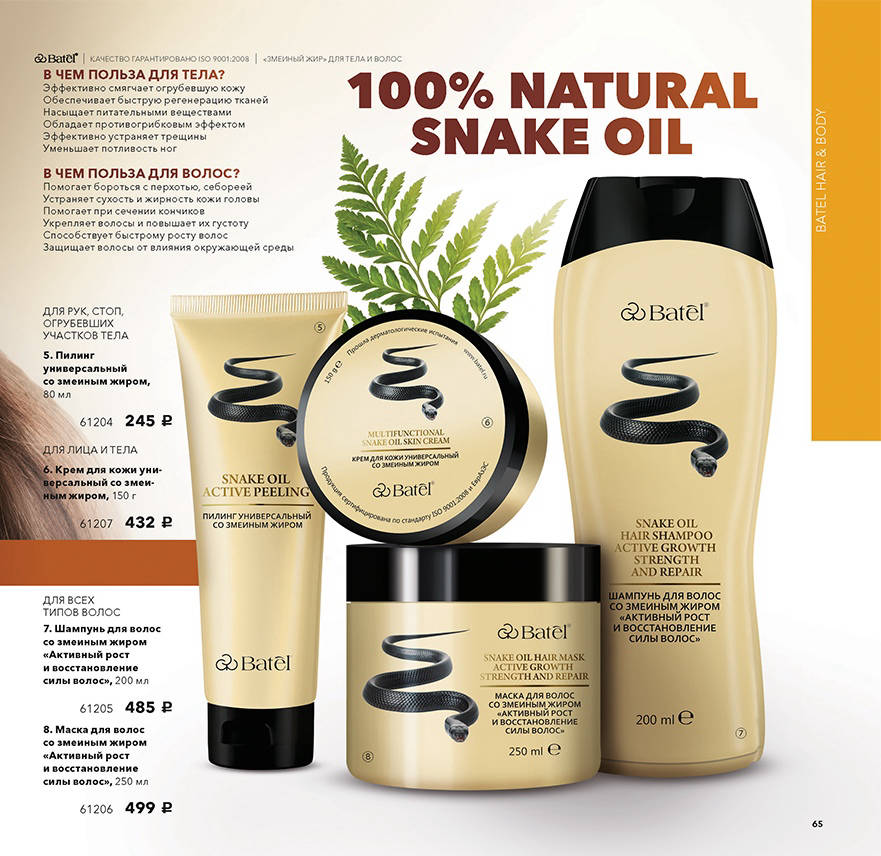 Batel® | КАЧЕСТВО ГАРАНТИРОВАНО ISO 9001:2008 | «ЗМЕИНЫЙ ЖИР» ДЛЯ ТЕЛА И ВОЛОС
В ЧЕМ ПОЛЬЗА ДЛЯ ТЕЛА?
Эффективно смягчает огрубевшую кожу
Обеспечивает быструю регенерацию тканей
Насыщает питательными веществами
Обладает противогрибковым эффектом
Эффективно устраняет трещины
Уменьшает потливость ног
В ЧЕМ ПОЛЬЗА ДЛЯ ВОЛОС?
Помогает бороться с перхотью, себореей
Устраняет сухость и жирность кожи головы
Помогает при сечении кончиков
Укрепляет волосы и повышает их густоту
Способствует быстрому росту волос
Защищает волосы от влияния окружающей среды
100% NATURAL
SNAKE OIL
BATEL HAIR & BODY
ДЛЯ РУК, СТОП,
ОГРУБЕВШИХ
УЧАСТКОВ ТЕЛА
5. Пилинг
универсальный
со змеиным жиром,
80 мл
61204 245 ₽
ДЛЯ ЛИЦА И ТЕЛА
6. Крем для кожи уни-
версальный со змеи-
ным жиром, 150 г
61207 432 ₽
ДЛЯ ВСЕХ
ТИПОВ ВОЛОС
7. Шампунь для волос
со змеиным жиром
«Активный рост
и восстановление
силы волос», 200 мл
61205 485 ₽
8. Маска для волос
со змеиным жиром
«Активный рост
и восстановление
силы волос», 250 мл
61206 499 ₽
5
SNAKE OIL
ACTIVE PEELING
ПИЛИНГ УНИВЕРСАЛЬНЫЙ
СО ЗМЕИНЫМ ЖИРОМ
Batel
150 g ℮
Прошла дерматологические испытания
www.batel.ru
MULTIFUNCTIONAL
SNAKE OIL SKIN CREAM
6
КРЕМ ДЛЯ КОЖИ УНИВЕРСАЛЬНЫЙ
СО ЗМЕИНЫМ ЖИРОМ
Batel®
Продукция сертифицирована по стандарту ISO 9001:2008 и ЕврАзЭС
Batel®
SNAKE OIL HAIR MASK
ACTIVE GROWTH
STRENGTH AND REPAIR
МАСКА ДЛЯ ВОЛОС
СО ЗМЕИНЫМ ЖИРОМ
«АКТИВНЫЙ РОСТ
И ВОССТАНОВЛЕНИЕ
СИЛЫ ВОЛОС»
250 ml ℮
8
Batel®
SNAKE OIL
HAIR SHAMPOO
ACTIVE GROWTH
STRENGTH
AND REPAIR
ШАМПУНЬ ДЛЯ ВОЛОС
СО ЗМЕИНЫМ ЖИРОМ
«АКТИВНЫЙ РОСТ
И ВОССТАНОВЛЕНИЕ
СИЛЫ ВОЛОС»
200 ml ℮
7
65